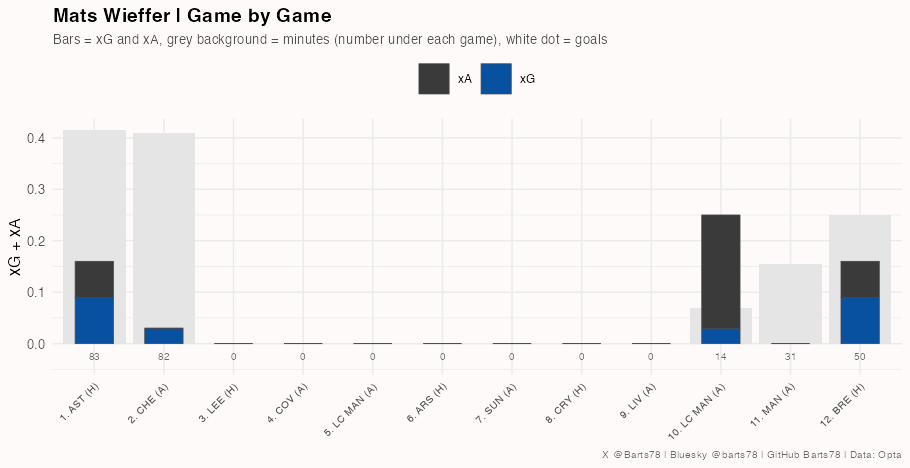 Mats Wieffer | Game by Game
Bars = xG and xA, grey background = minutes (number under each game), white dot = goals
xA xG
xG + xA
0.4
0.3
0.2
0.1
0.0
83 82 0 0 0 0 0 0 0 14 31 50
1. AST (H)
2. CHE (A)
3. LEE (H)
4. COV (A)
5. LC MAN (A)
6. ARS (H)
7. SUN (A)
8. CRY (H)
9. LIV (A)
10. LC MAN (A)
11. MAN (A)
12. BRE (H)
X @Barts78 | Bluesky @barts78 | GitHub Barts78 | Data: Opta